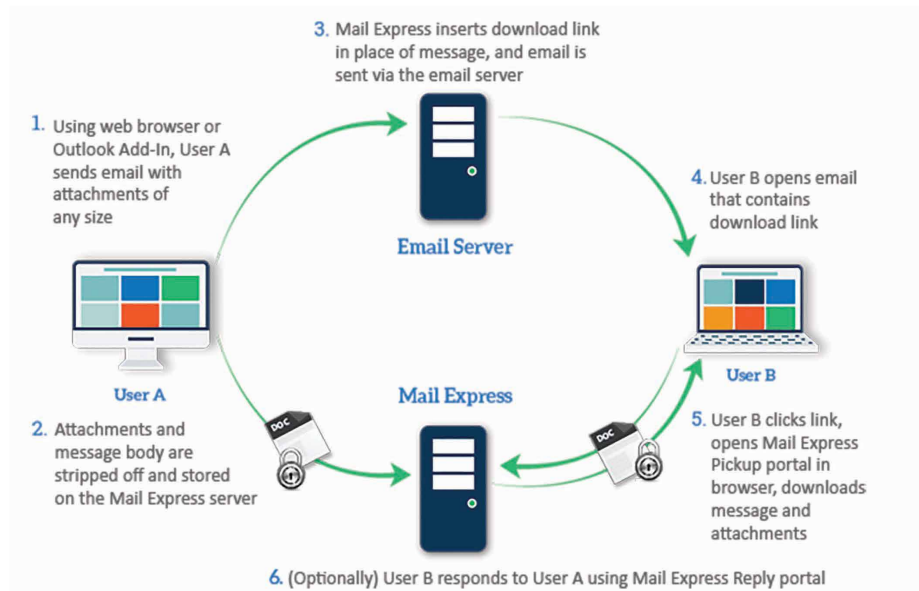 3. Mail Express inserts download link
in place of message, and email is
sent via the email server
1. Using web browser or
Outlook Add-In, User A
sends email with
attachments of
any size
4. User B opens email
that contains
download link
Email Server
User A
User B
Mail Express
2. Attachments and
message body are
stripped off and stored
on the Mail Express server
DOC
DOC
5. User B clicks link,
opens Mail Express
Pickup portal in
browser, downloads
message and
attachments
6. (Optionally) User B responds to User A using Mail Express Reply portal